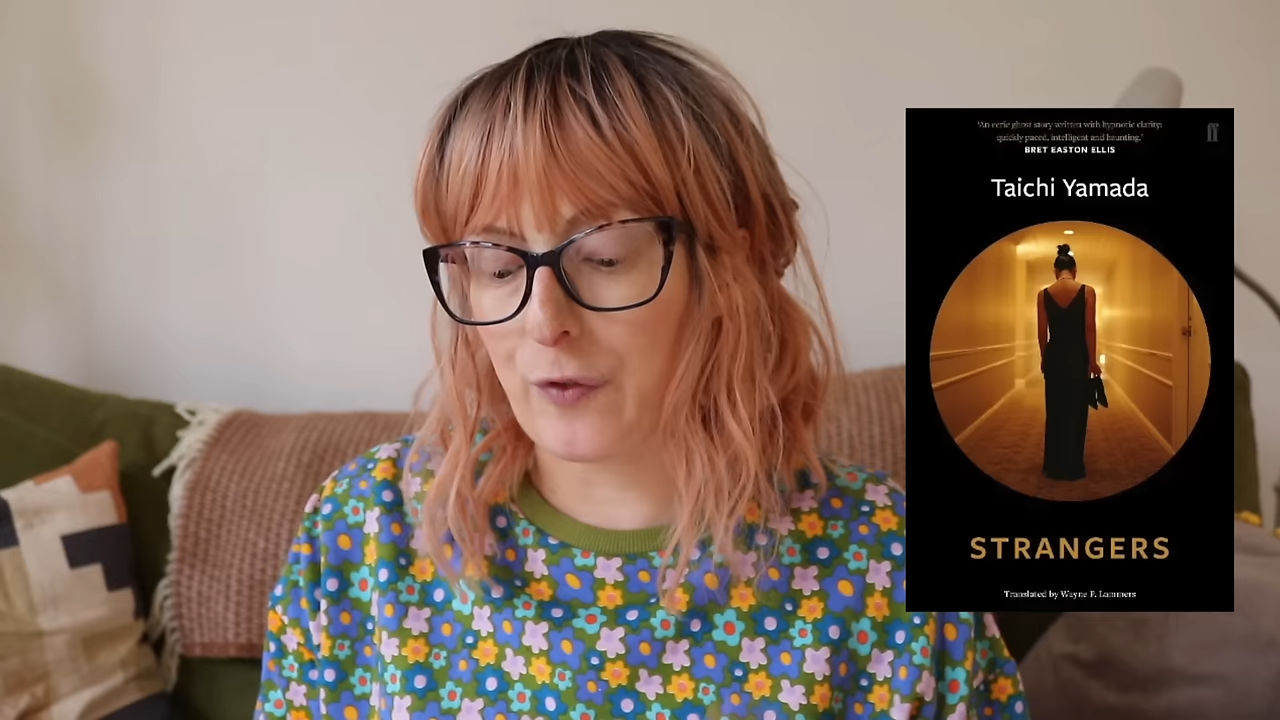 'An eerie ghost story written with hypnotic clarity:
quickly paced, intelligent and haunting.'
BRET EASTON ELLIS
ff
Taichi Yamada
STRANGERS
Translated by Wayne P. Lammers